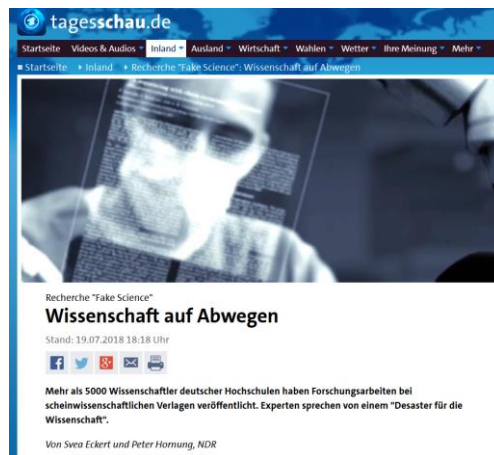 tagesschau.de
Startseite Videos & Audios Inland Ausland Wirtschaft Wahlen Wetter Ihre Meinung Mehr
Startseite Inland Recherche "Fake Science": Wissenschaft auf Abwegen
Recherche "Fake Science"
Wissenschaft auf Abwegen
Stand: 19.07.2018 18:18 Uhr
Mehr als 5000 Wissenschaftler deutscher Hochschulen haben Forschungsarbeiten bei
scheinwissenschaftlichen Verlagen veröffentlicht. Experten sprechen von einem "Desaster für die
Wissenschaft".
Von Svea Eckert und Peter Hornung, NDR